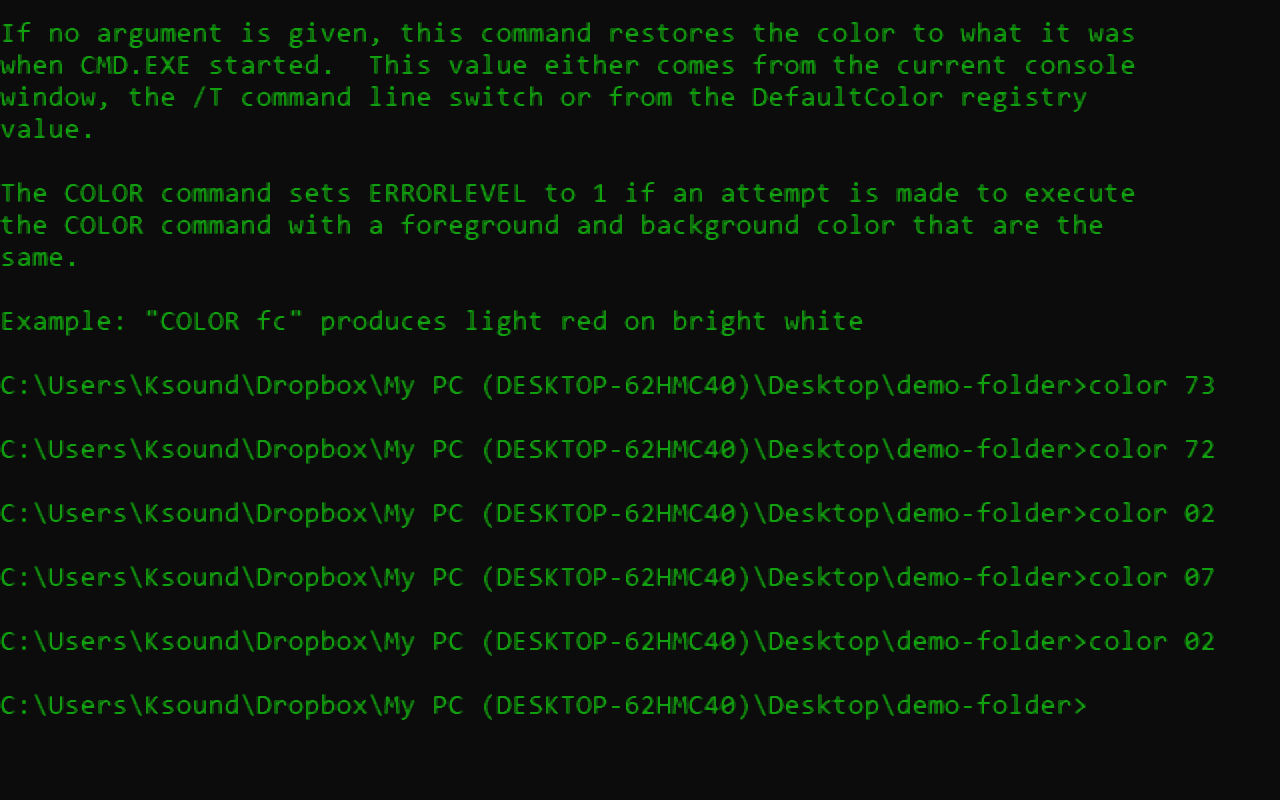 If no argument is given, this command restores the color to what it was
when CMD.EXE started.  This value either comes from the current console
window, the /T command line switch or from the DefaultColor registry
value.

The COLOR command sets ERRORLEVEL to 1 if an attempt is made to execute
the COLOR command with a foreground and background color that are the
same.

Example: "COLOR fc" produces light red on bright white

C:\Users\Ksound\Dropbox\My PC (DESKTOP-62HMC40)\Desktop\demo-folder>color 73

C:\Users\Ksound\Dropbox\My PC (DESKTOP-62HMC40)\Desktop\demo-folder>color 72

C:\Users\Ksound\Dropbox\My PC (DESKTOP-62HMC40)\Desktop\demo-folder>color 02

C:\Users\Ksound\Dropbox\My PC (DESKTOP-62HMC40)\Desktop\demo-folder>color 07

C:\Users\Ksound\Dropbox\My PC (DESKTOP-62HMC40)\Desktop\demo-folder>color 02

C:\Users\Ksound\Dropbox\My PC (DESKTOP-62HMC40)\Desktop\demo-folder>